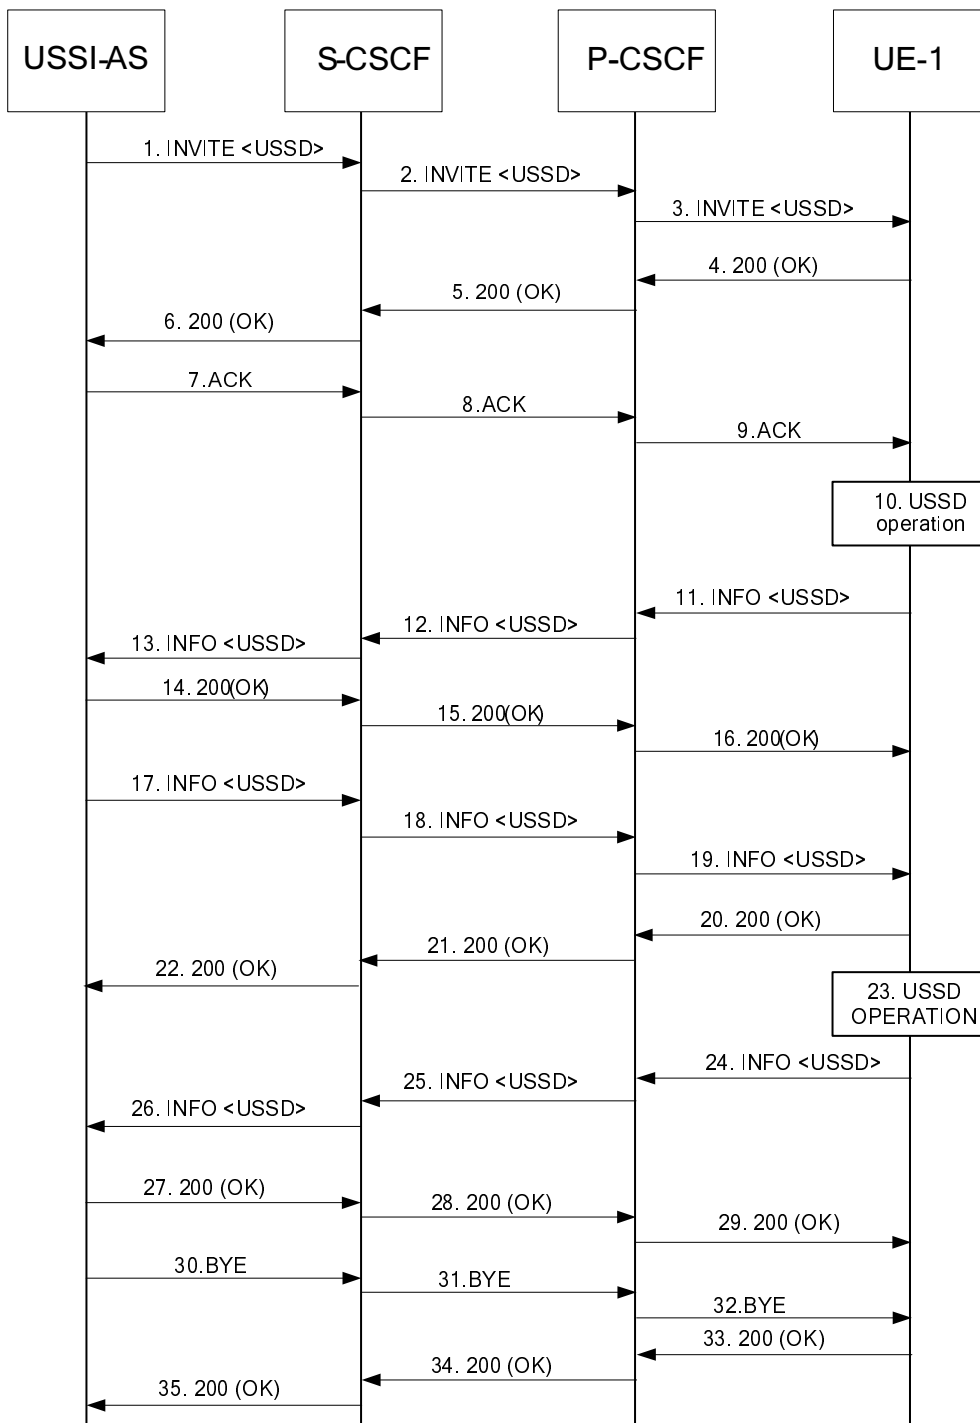 USSI-AS
S-CSCF
P-CSCF
UE-1
1. INVITE <USSD>
2. INVITE <USSD>
3. INVITE <USSD>
4. 200 (OK)
5. 200 (OK)
6. 200 (OK)
7.ACK
8.ACK
9.ACK
10. USSD
operation
11. INFO <USSD>
12. INFO <USSD>
13. INFO <USSD>
14. 200(OK)
15. 200(OK)
16. 200(OK)
17. INFO <USSD>
18. INFO <USSD>
19. INFO <USSD>
20. 200 (OK)
21. 200 (OK)
22. 200 (OK)
23. USSD
OPERATION
24. INFO <USSD>
25. INFO <USSD>
26. INFO <USSD>
27. 200 (OK)
28. 200 (OK)
29. 200 (OK)
30.BYE
31.BYE
32.BYE
33. 200 (OK)
34. 200 (OK)
35. 200 (OK)